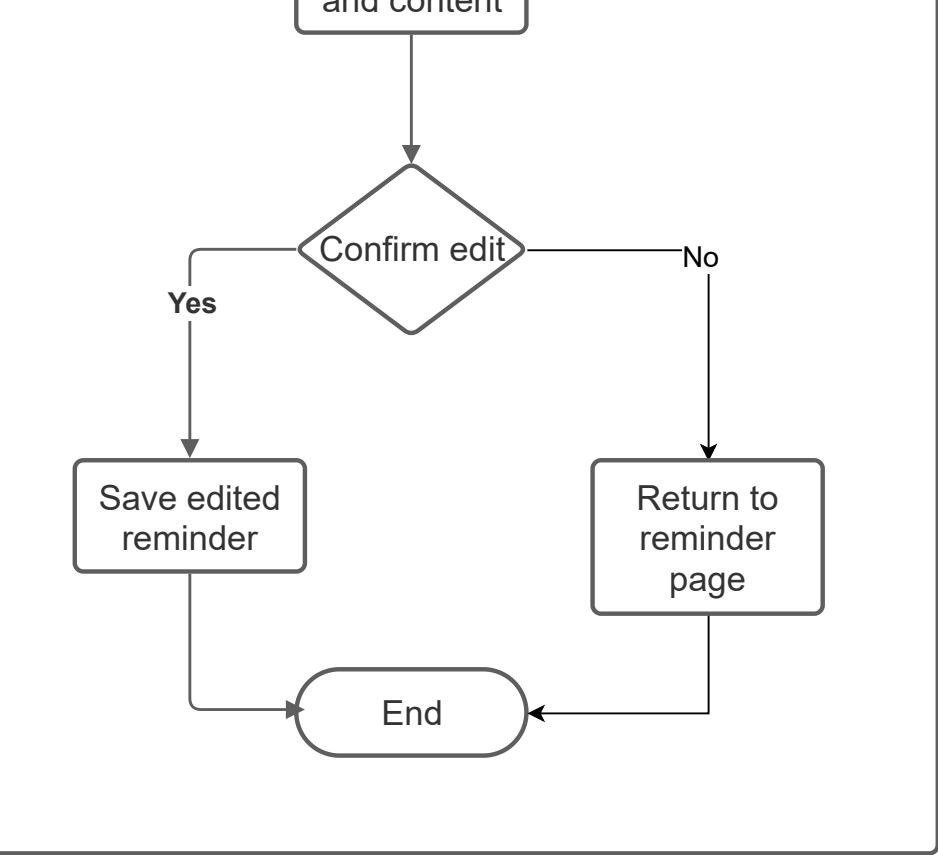 and content
Confirm edit
No
Yes
Save edited
reminder
Return to
reminder
page
End